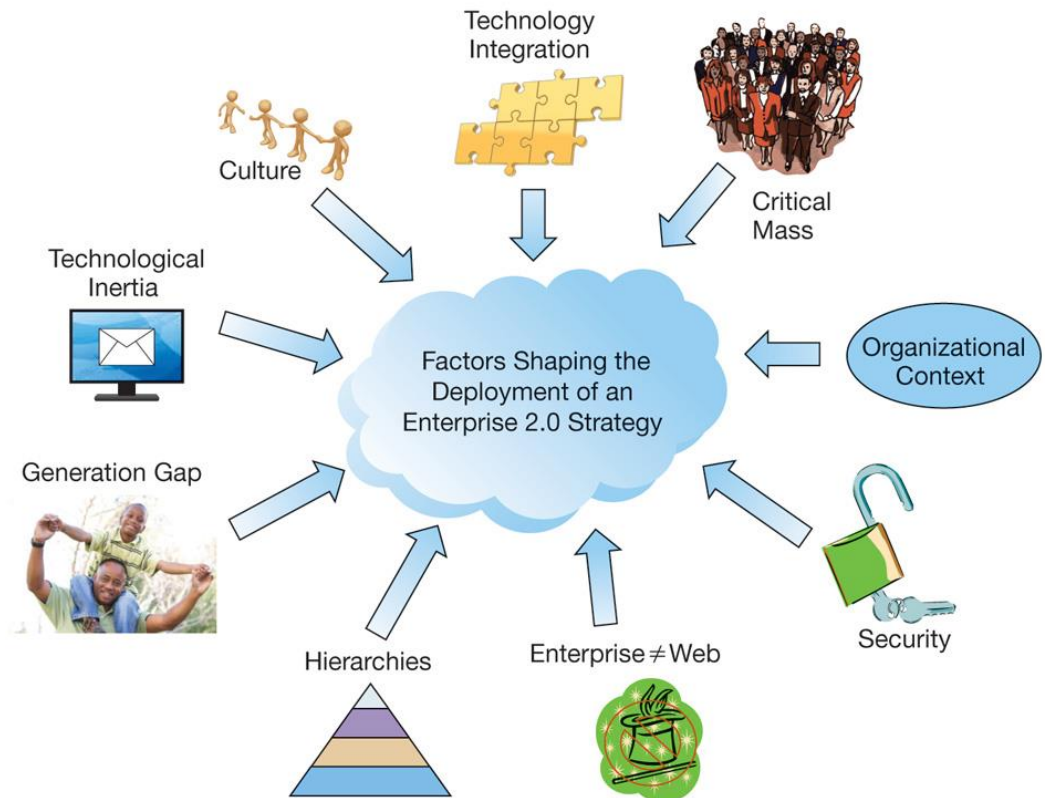 Technology
Integration
Culture
Critical
Mass
Technological
Inertia
Factors Shaping the
Deployment of an
Enterprise 2.0 Strategy
Organizational
Context
Generation Gap
Security
Hierarchies
Enterprise ≠ Web